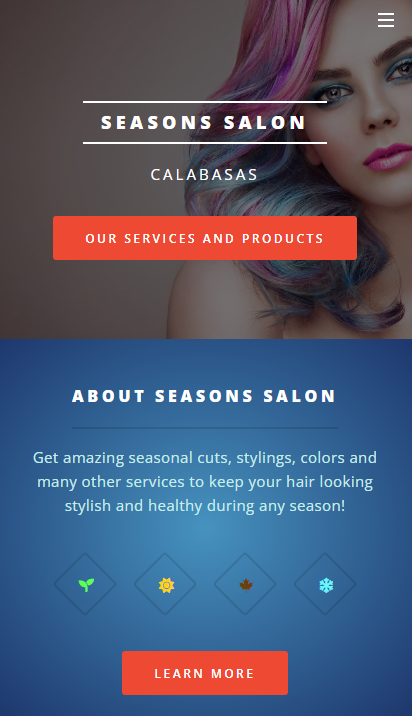 SEASONS SALON
CALABASAS
OUR SERVICES AND PRODUCTS
ABOUT SEASONS SALON
Get amazing seasonal cuts, stylings, colors and
many other services to keep your hair looking
stylish and healthy during any season!
LEARN MORE